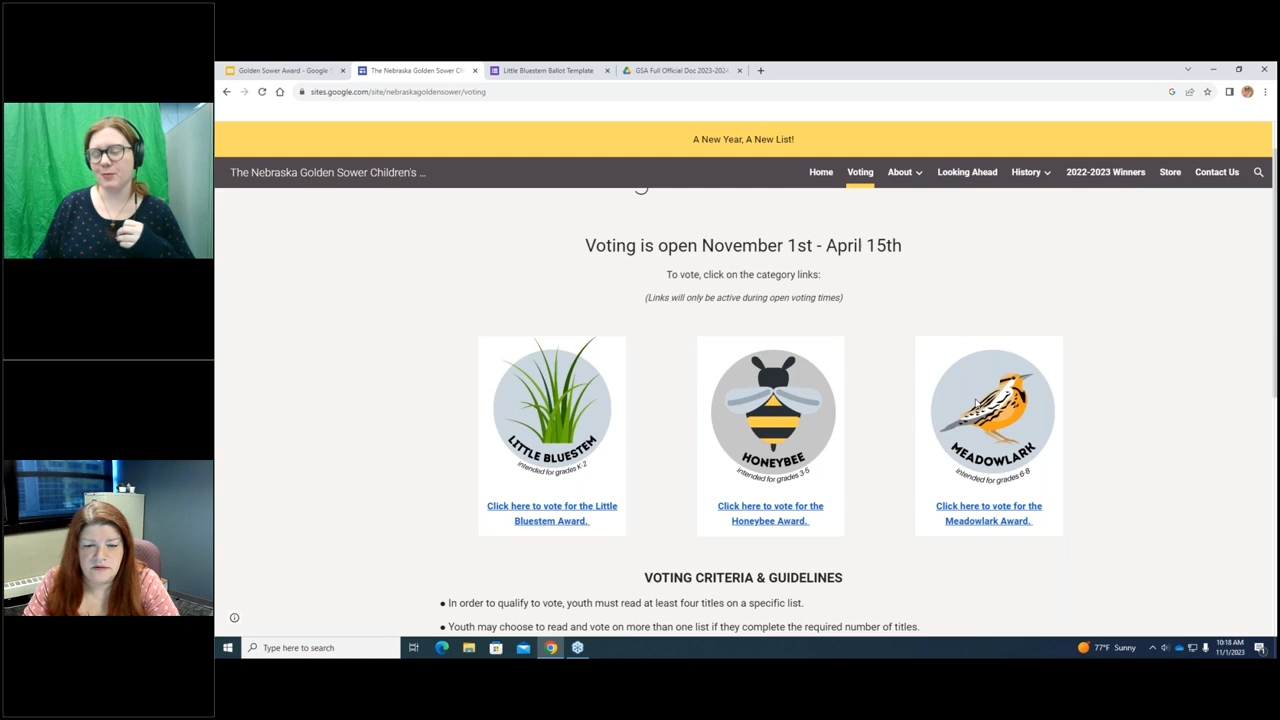 Golden Sower Award - Google S
The Nebraska Golden Sower Ch
Little Bluestem Ballot Template
GSA Full Official Doc 2023-2024
sites.google.com/site/nebraskagoldensower/voting
A New Year, A New List!
The Nebraska Golden Sower Children's ...
Home
Voting
About
Looking Ahead
History
2022-2023 Winners
Store
Contact Us
Voting is open November 1st - April 15th
To vote, click on the category links:
(Links will only be active during open voting times)
LITTLE BLUESTEM
intended for grades K-2
Click here to vote for the Little
Bluestem Award.
HONEYBEE
intended for grades 3-5
Click here to vote for the
Honeybee Award.
MEADOWLARK
intended for grades 6-8
Click here to vote for the
Meadowlark Award.
VOTING CRITERIA & GUIDELINES
● In order to qualify to vote, youth must read at least four titles on a specific list.
● Youth may choose to read and vote on more than one list if they complete the required number of titles.
Type here to search
77°F Sunny
10:18 AM
11/1/2023